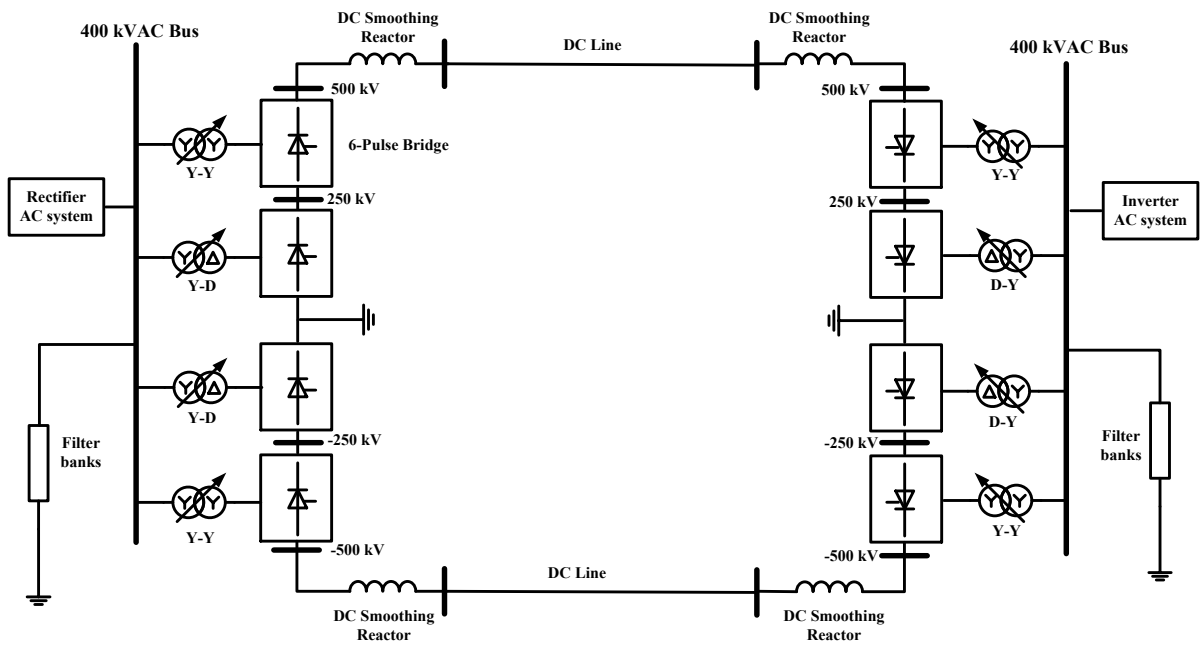 400 kVAC Bus
DC Smoothing
Reactor
DC Line
DC Smoothing
Reactor
400 kVAC Bus
500 kV
500 kV
6-Pulse Bridge
Y Y
Y-Y
Y Y
Y-Y
Rectifier
AC system
250 kV
250 kV
Inverter
AC system
Y Δ
Y-D
Δ Y
D-Y
Y Δ
Y-D
Δ Y
D-Y
Filter
banks
-250 kV
-250 kV
Filter
banks
Y Y
Y-Y
Y Y
Y-Y
-500 kV
-500 kV
DC Line
DC Smoothing
Reactor
DC Smoothing
Reactor